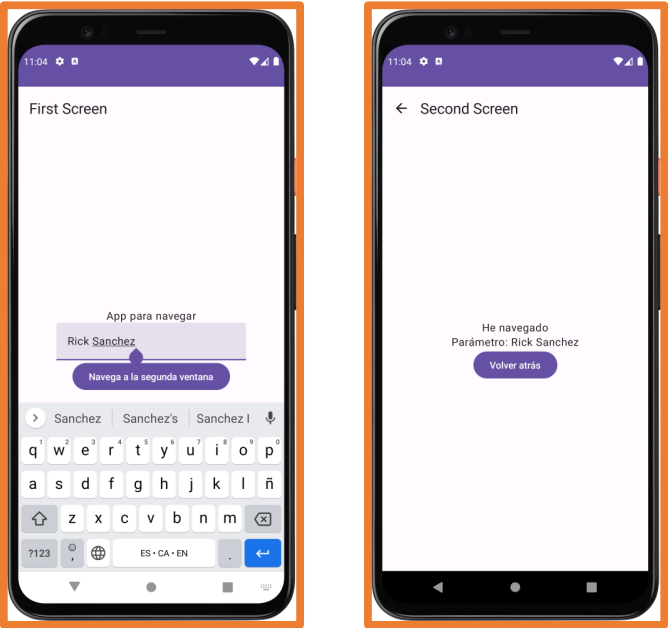 11:04
First Screen
App para navegar
Rick Sanchez
Navega a la segunda ventana
Sanchez Sanchez's Sanchez I
q1 w2 e3 r4 t5 y6 u7 i8 o9 p0
a s d f g h j k l ñ
z x c v b n m
?123 , ES • CA • EN .
11:04
Second Screen
He navegado
Parámetro: Rick Sanchez
Volver atrás